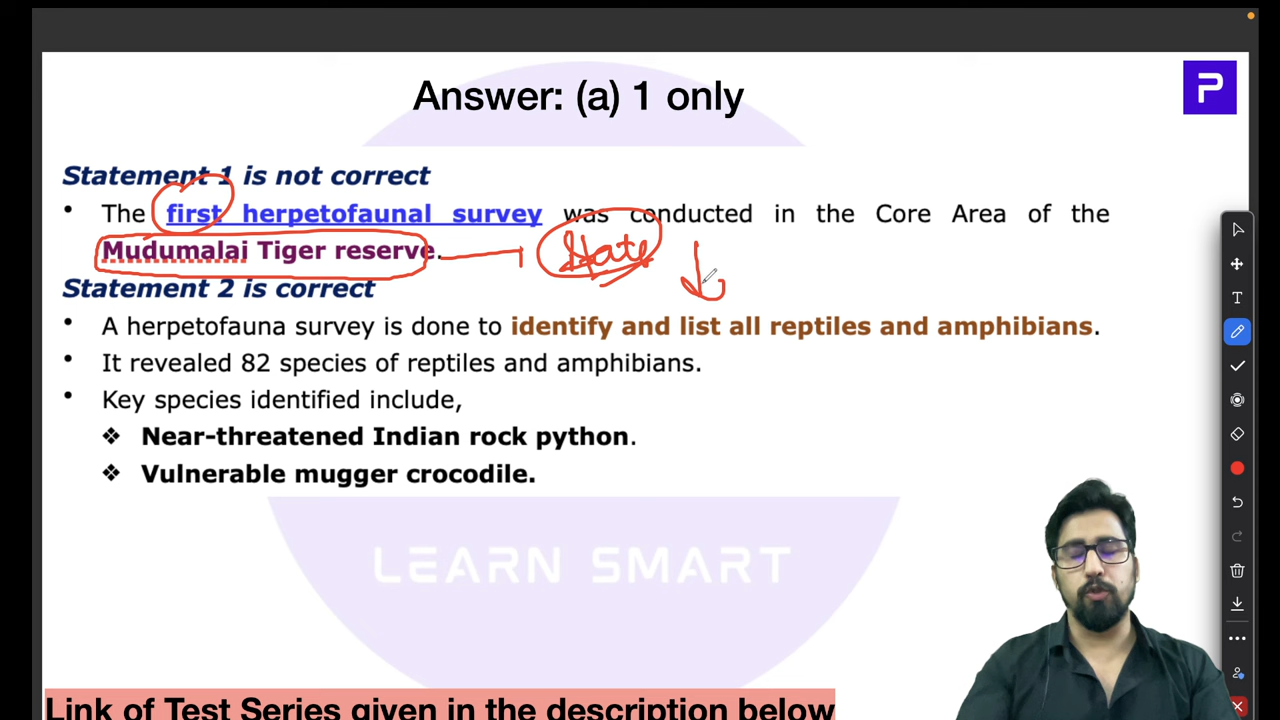 Answer: (a) 1 only
P
Statement 1 is not correct
• The first herpetofaunal survey was conducted in the Core Area of the
Mudumalai Tiger reserve.
State
Statement 2 is correct
• A herpetofauna survey is done to identify and list all reptiles and amphibians.
• It revealed 82 species of reptiles and amphibians.
• Key species identified include,
❖ Near-threatened Indian rock python.
❖ Vulnerable mugger crocodile.
LEARN SMART
Link of Test Series given in the description below